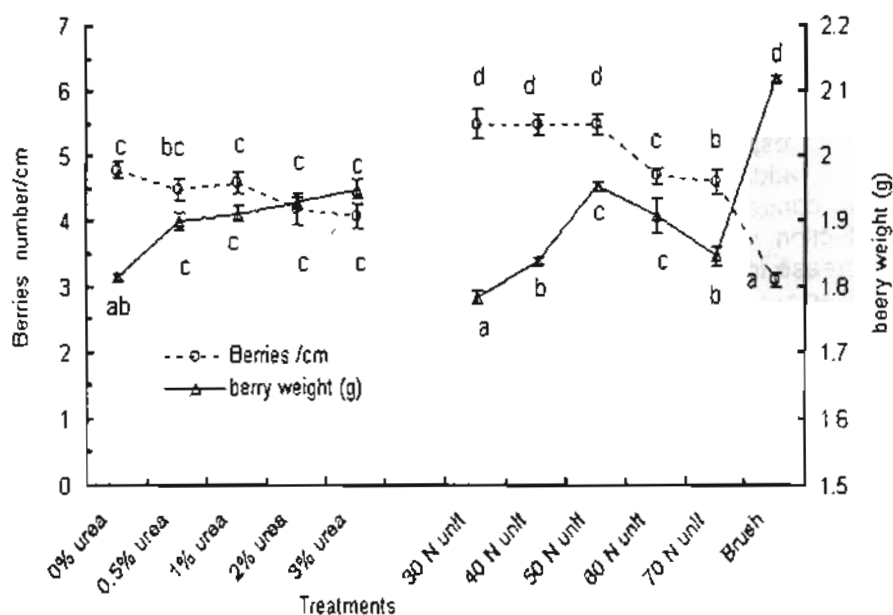 7
6
5
4
3
2
1
0
Berries number/cm
2.2
2.1
2
1.9
1.8
1.7
1.6
1.5
beery weight (g)
c
bc
c
c
c
d
d
d
c
b
d
ab
c
c
c
c
a
b
c
c
b
a
Berries /cm
berry weight (g)
0% urea
0.5% urea
1% urea
2% urea
3% urea
30 N unit
40 N unit
50 N unit
60 N unit
70 N unit
Brush
Treatments